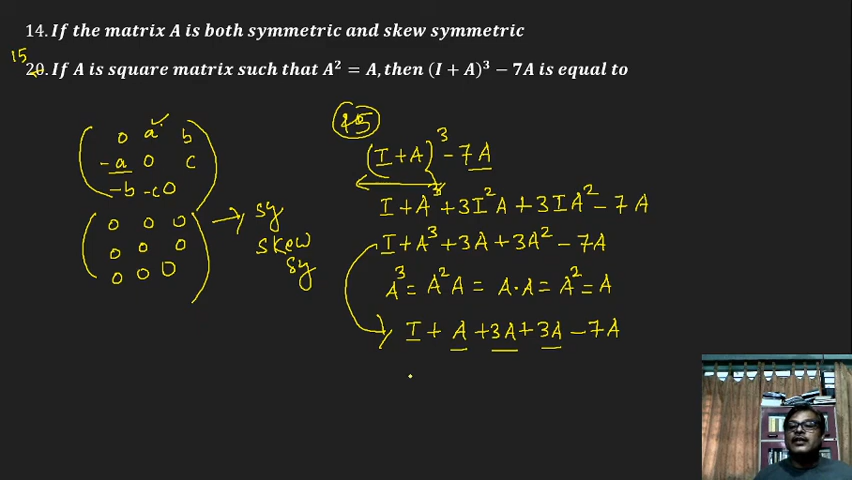 14. If the matrix A is both symmetric and skew symmetric
15
20. If A is square matrix such that A² = A, then (I + A)³ − 7A is equal to
0 a b
-a 0 c
-b -c 0
0 0 0 → sy
0 0 0 skew
0 0 0 sy
15
(I + A)³ - 7A
I + A³ + 3I²A + 3IA² - 7A
I + A³ + 3A + 3A² - 7A
A³ = A²A = A·A = A² = A
I + A + 3A + 3A - 7A